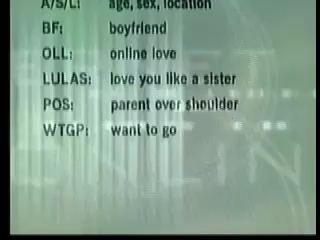 A/S/L: age, sex, location
BF: boyfriend
OLL: online love
LULAS: love you like a sister
POS: parent over shoulder
WTGP: want to go